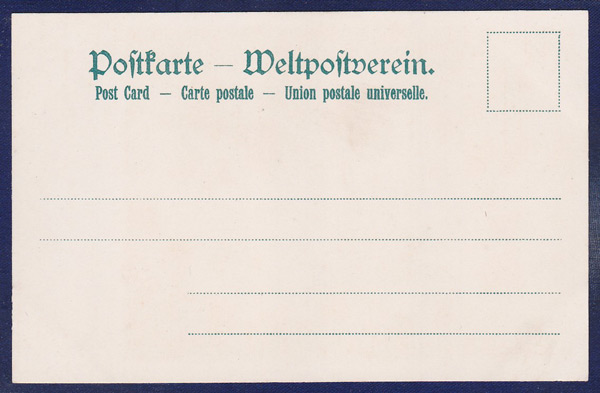 Postkarte — Weltpostverein.
Post Card — Carte postale — Union postale universelle.